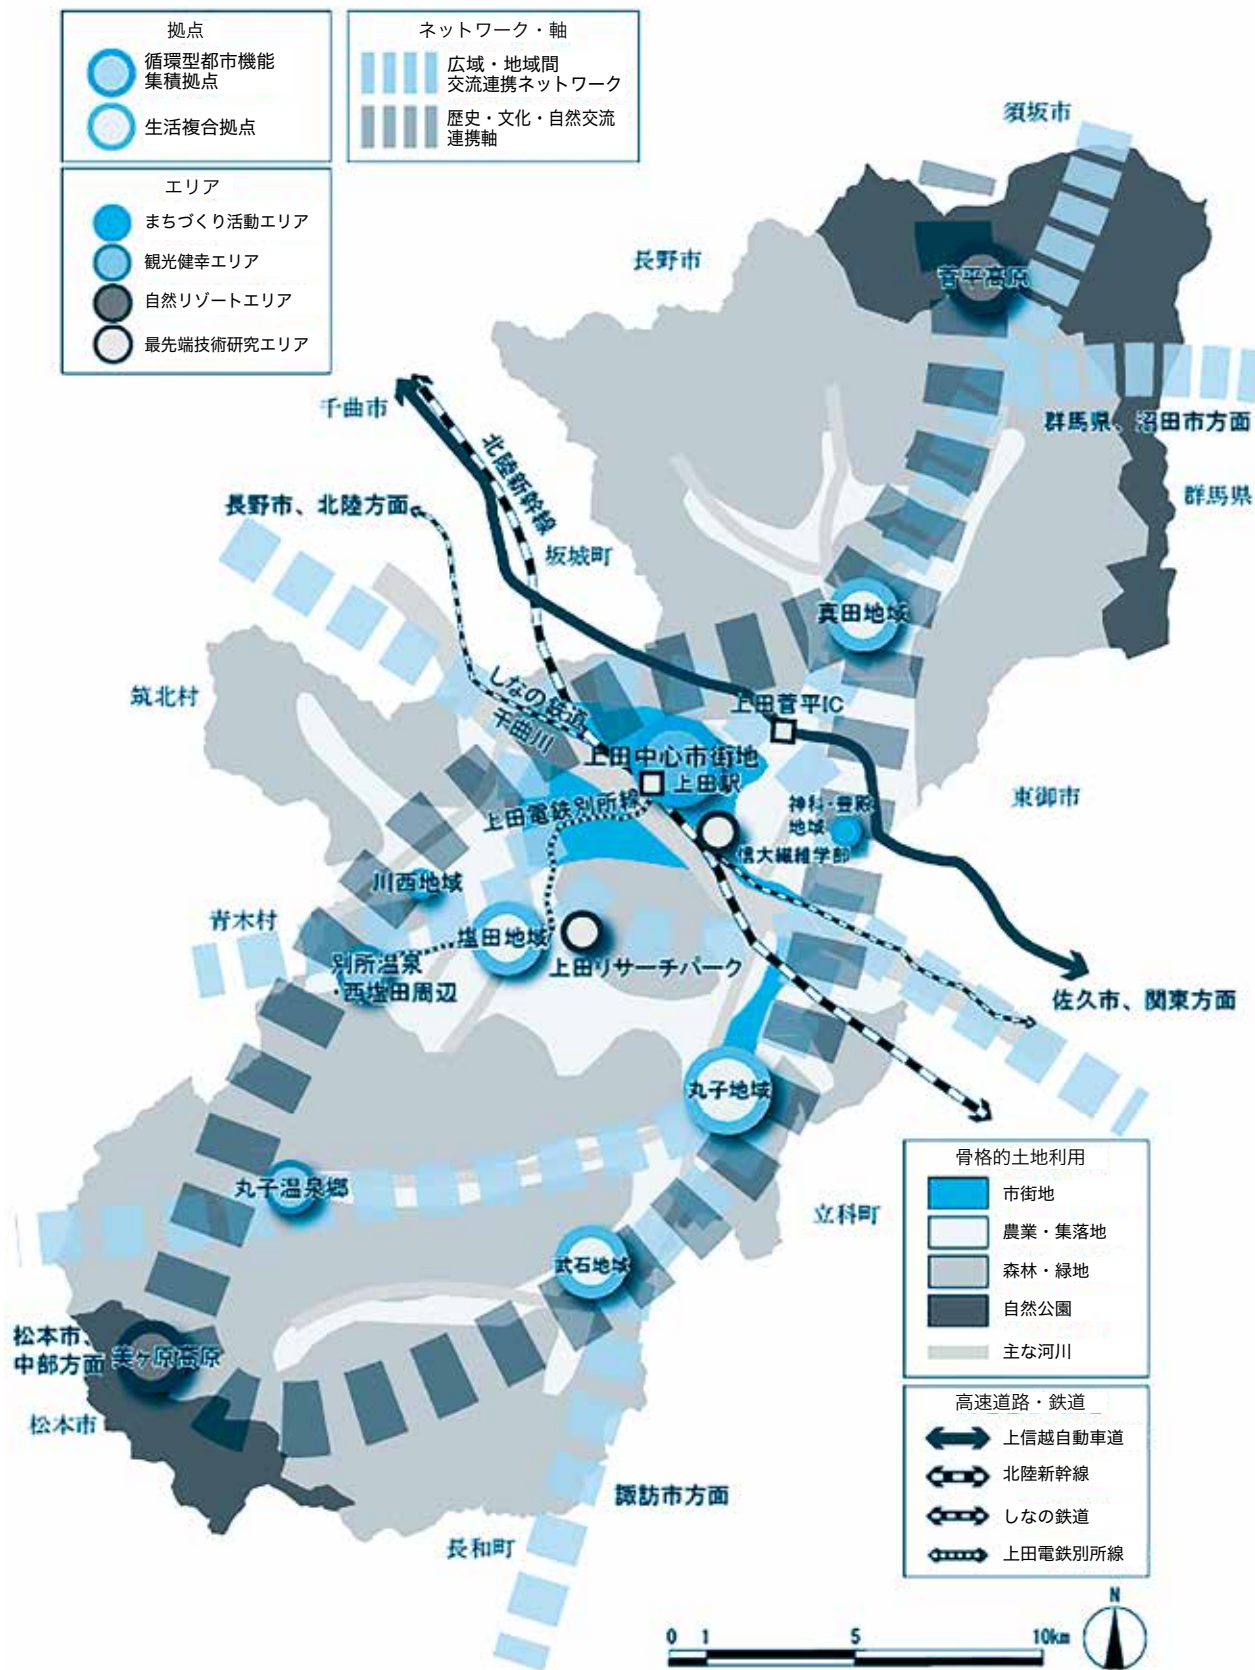 拠点
循環型都市機能
集積拠点
生活複合拠点
ネットワーク・軸
広域・地域間
交流連携ネットワーク
歴史・文化・自然交流
連携軸
エリア
まちづくり活動エリア
観光健幸エリア
自然リゾートエリア
最先端技術研究エリア
須坂市
長野市
菅平高原
千曲市
群馬県、沼田市方面
北陸新幹線
群馬県
長野市、北陸方面
坂城町
真田地域
筑北村
しなの鉄道
千曲川
上田菅平IC
上田中心市街地
上田駅
東御市
上田電鉄別所線
神科・豊殿
地域
信大繊維学部
川西地域
青木村
塩田地域
別所温泉
・西塩田周辺
上田リサーチパーク
佐久市、関東方面
丸子地域
丸子温泉郷
立科町
武石地域
松本市、
中部方面
美ヶ原高原
松本市
諏訪市方面
長和町
骨格的土地利用
市街地
農業・集落地
森林・緑地
自然公園
主な河川
高速道路・鉄道
上信越自動車道
北陸新幹線
しなの鉄道
上田電鉄別所線
N
0 1 5 10km